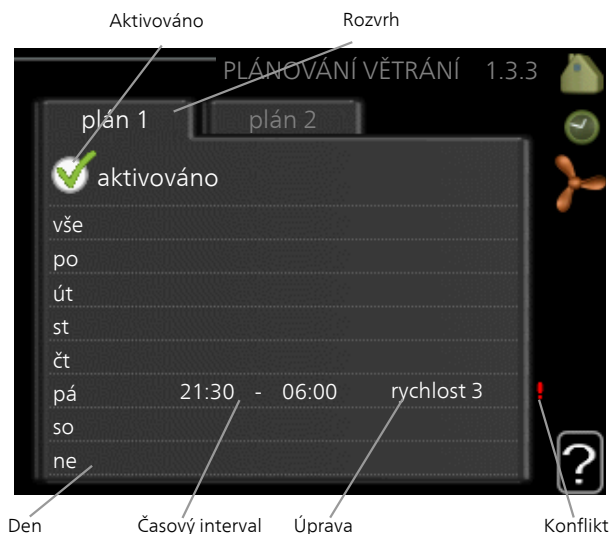 Aktivováno Rozvrh
PLÁNOVÁNÍ VĚTRÁNÍ 1.3.3
plán 1 plán 2
aktivováno
vše
po
út
st
čt
pá 21:30 - 06:00 rychlost 3 !
so
ne
?
Den Časový interval Úprava Konflikt